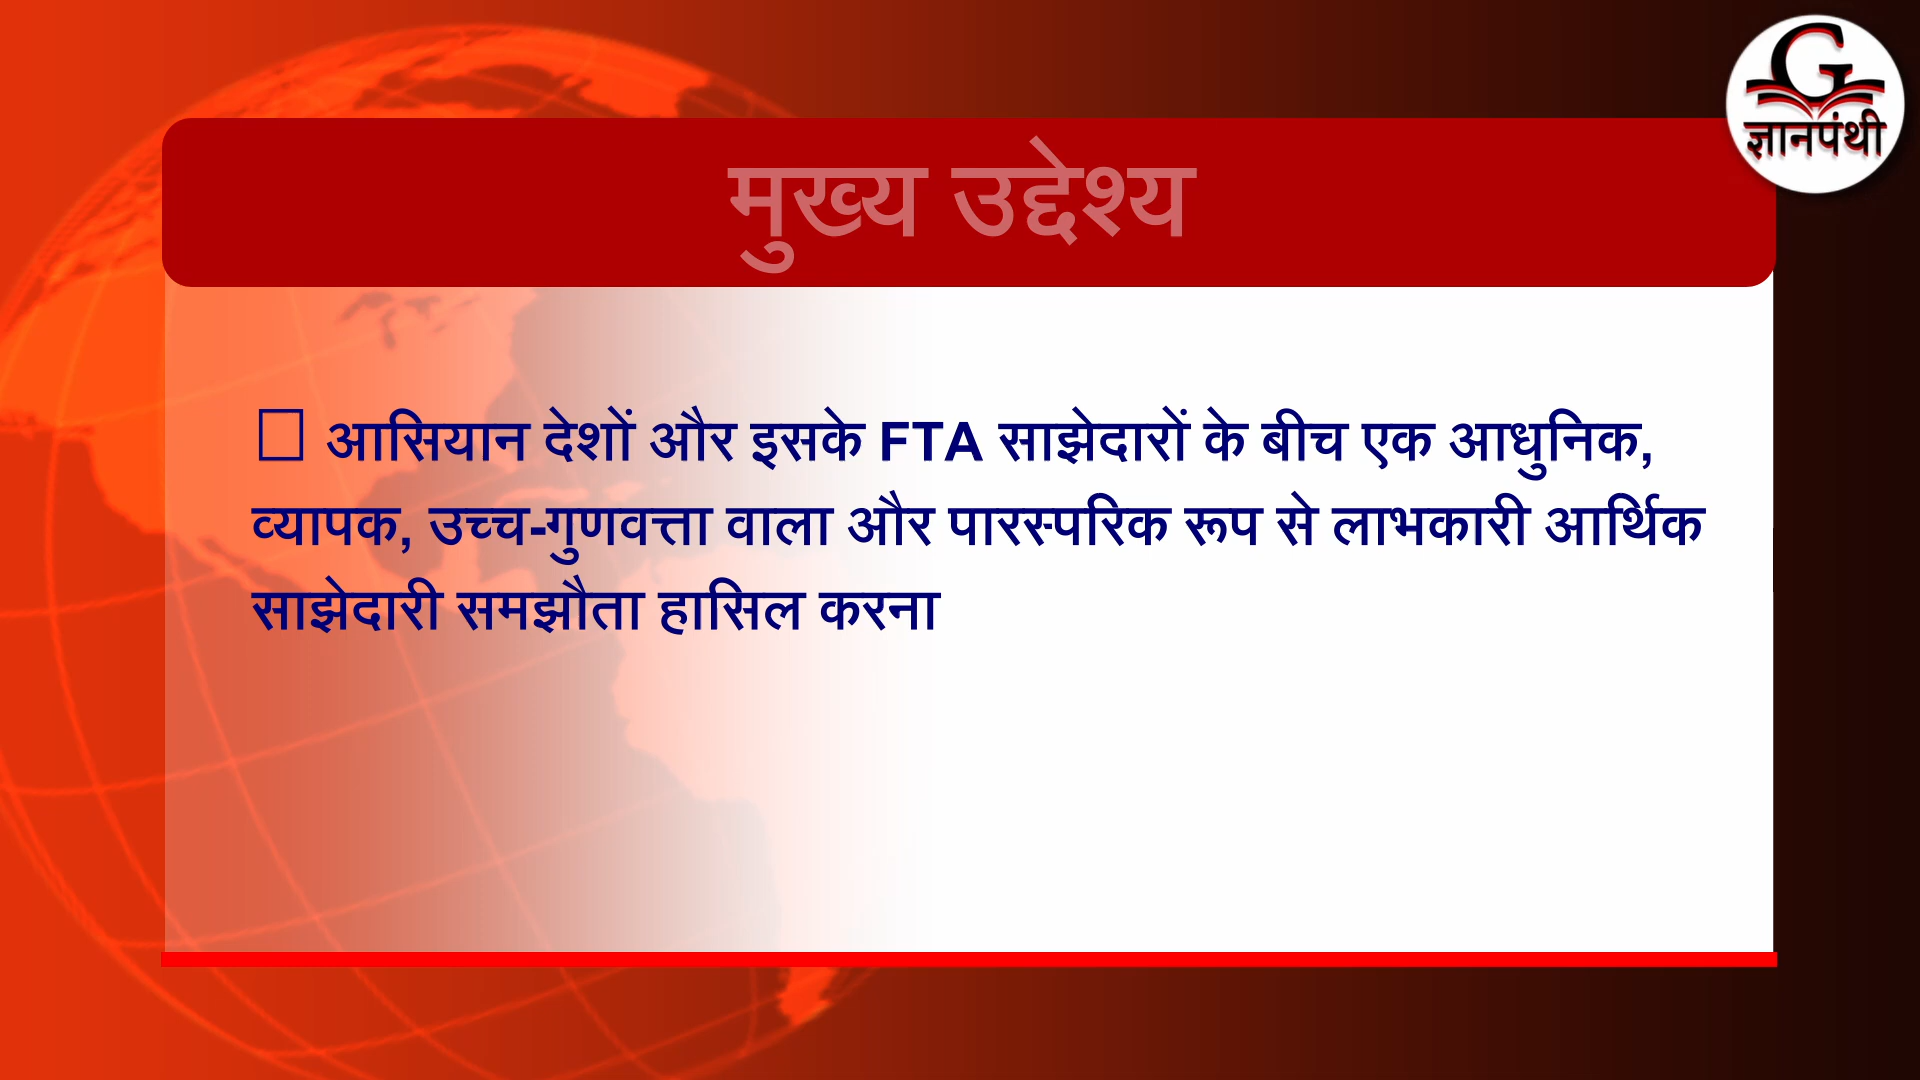 G
ज्ञानपंथी
मुख्य उद्देश्य
□ आसियान देशों और इसके FTA साझेदारों के बीच एक आधुनिक,
व्यापक, उच्च-गुणवत्ता वाला और पारस्परिक रूप से लाभकारी आर्थिक
साझेदारी समझौता हासिल करना